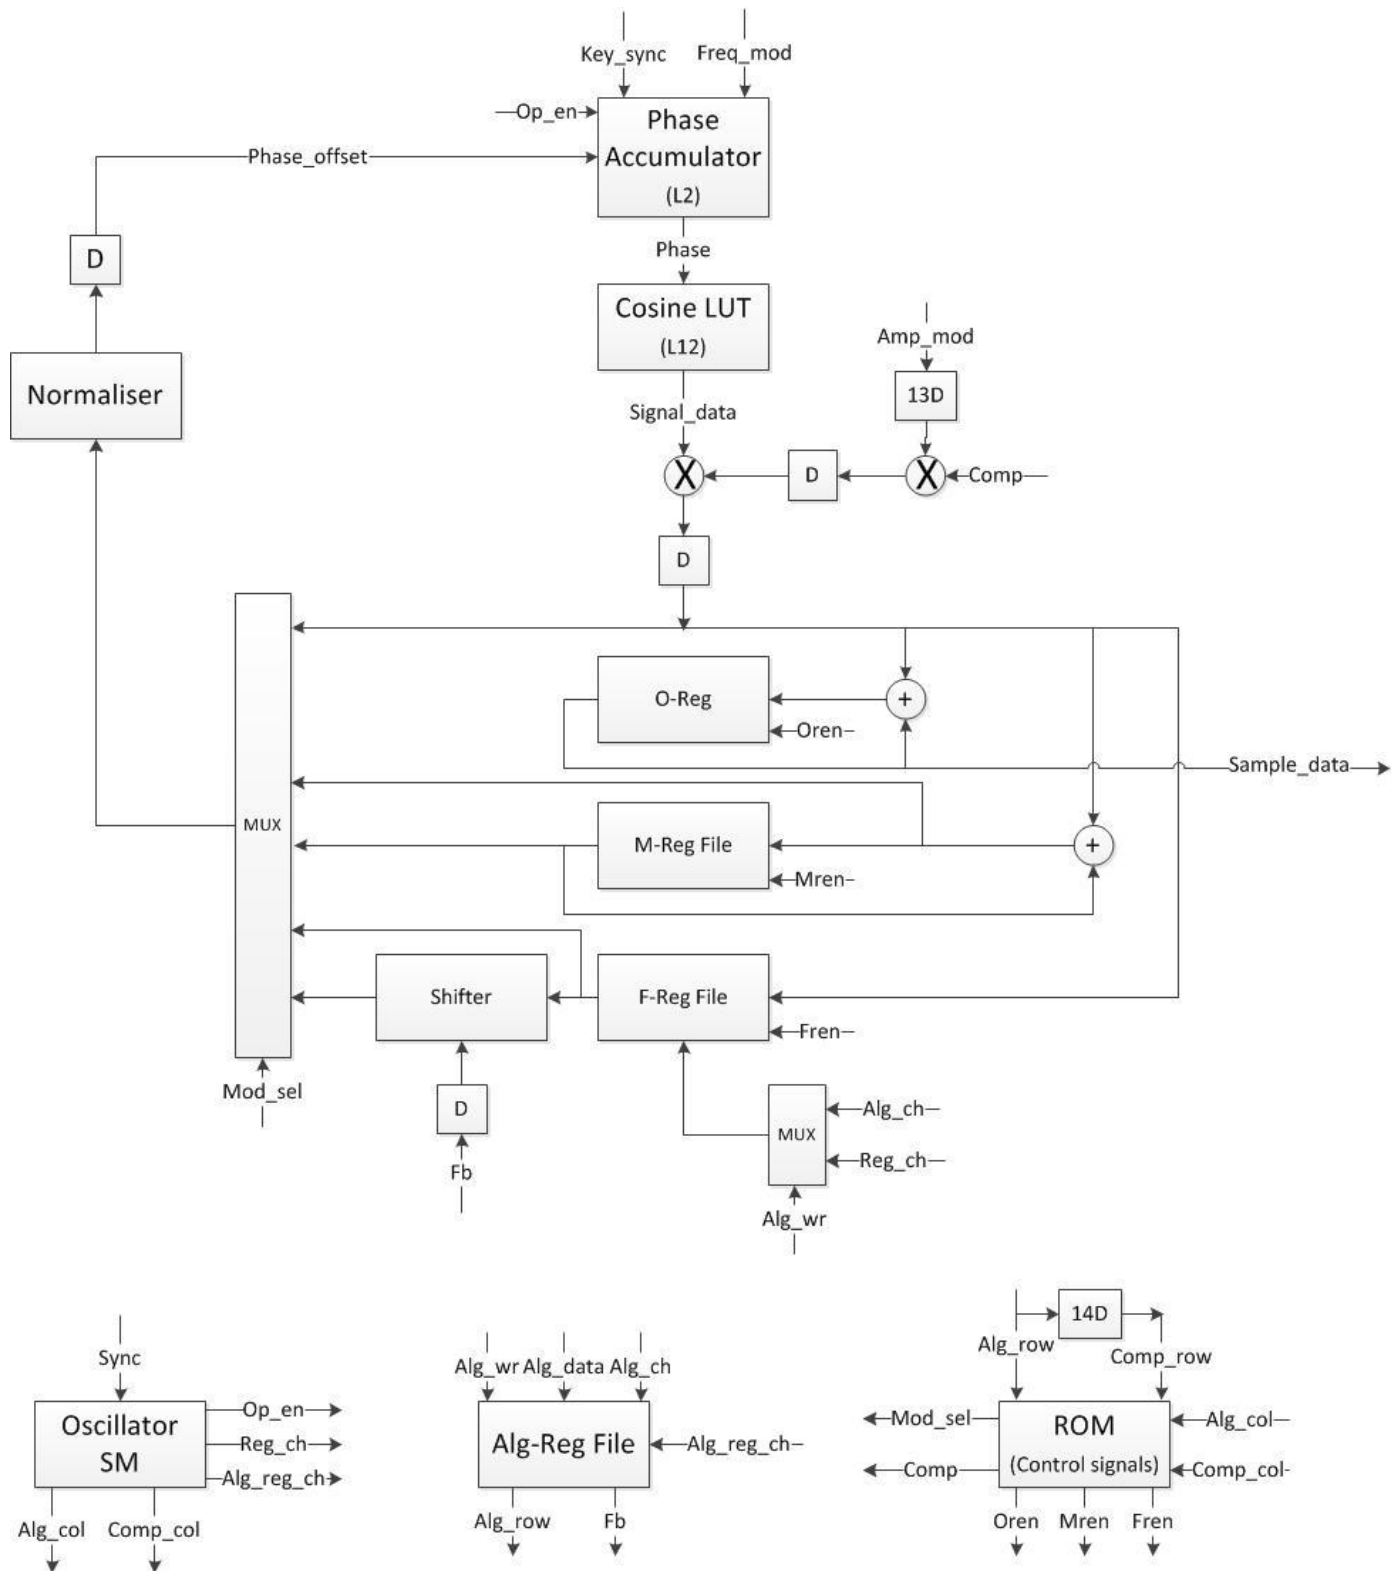 Key_sync
Freq_mod
Op_en
Phase
Accumulator
(L2)
Phase_offset
D
Phase
Cosine LUT
(L12)
Amp_mod
Normaliser
13D
Signal_data
X
D
X
Comp
D
O-Reg
+
Oren
Sample_data
MUX
M-Reg File
+
Mren
Shifter
F-Reg File
Fren
Mod_sel
D
Alg_ch
MUX
Reg_ch
Fb
Alg_wr
14D
Sync
Alg_wr
Alg_data
Alg_ch
Alg_row
Comp_row
Oscillator
SM
Op_en
Reg_ch
Alg_reg_ch
Alg-Reg File
Alg_reg_ch
Mod_sel
Comp
ROM
(Control signals)
Alg_col
Comp_col
Alg_col
Comp_col
Alg_row
Fb
Oren
Mren
Fren